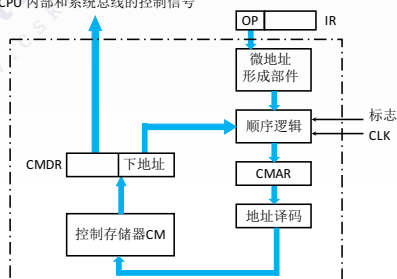 CPU 内部和系统总线的控制信号
OP
IR
微地址
形成部件
标志
顺序逻辑
CLK
CMDR
下地址
CMAR
地址译码
控制存储器CM